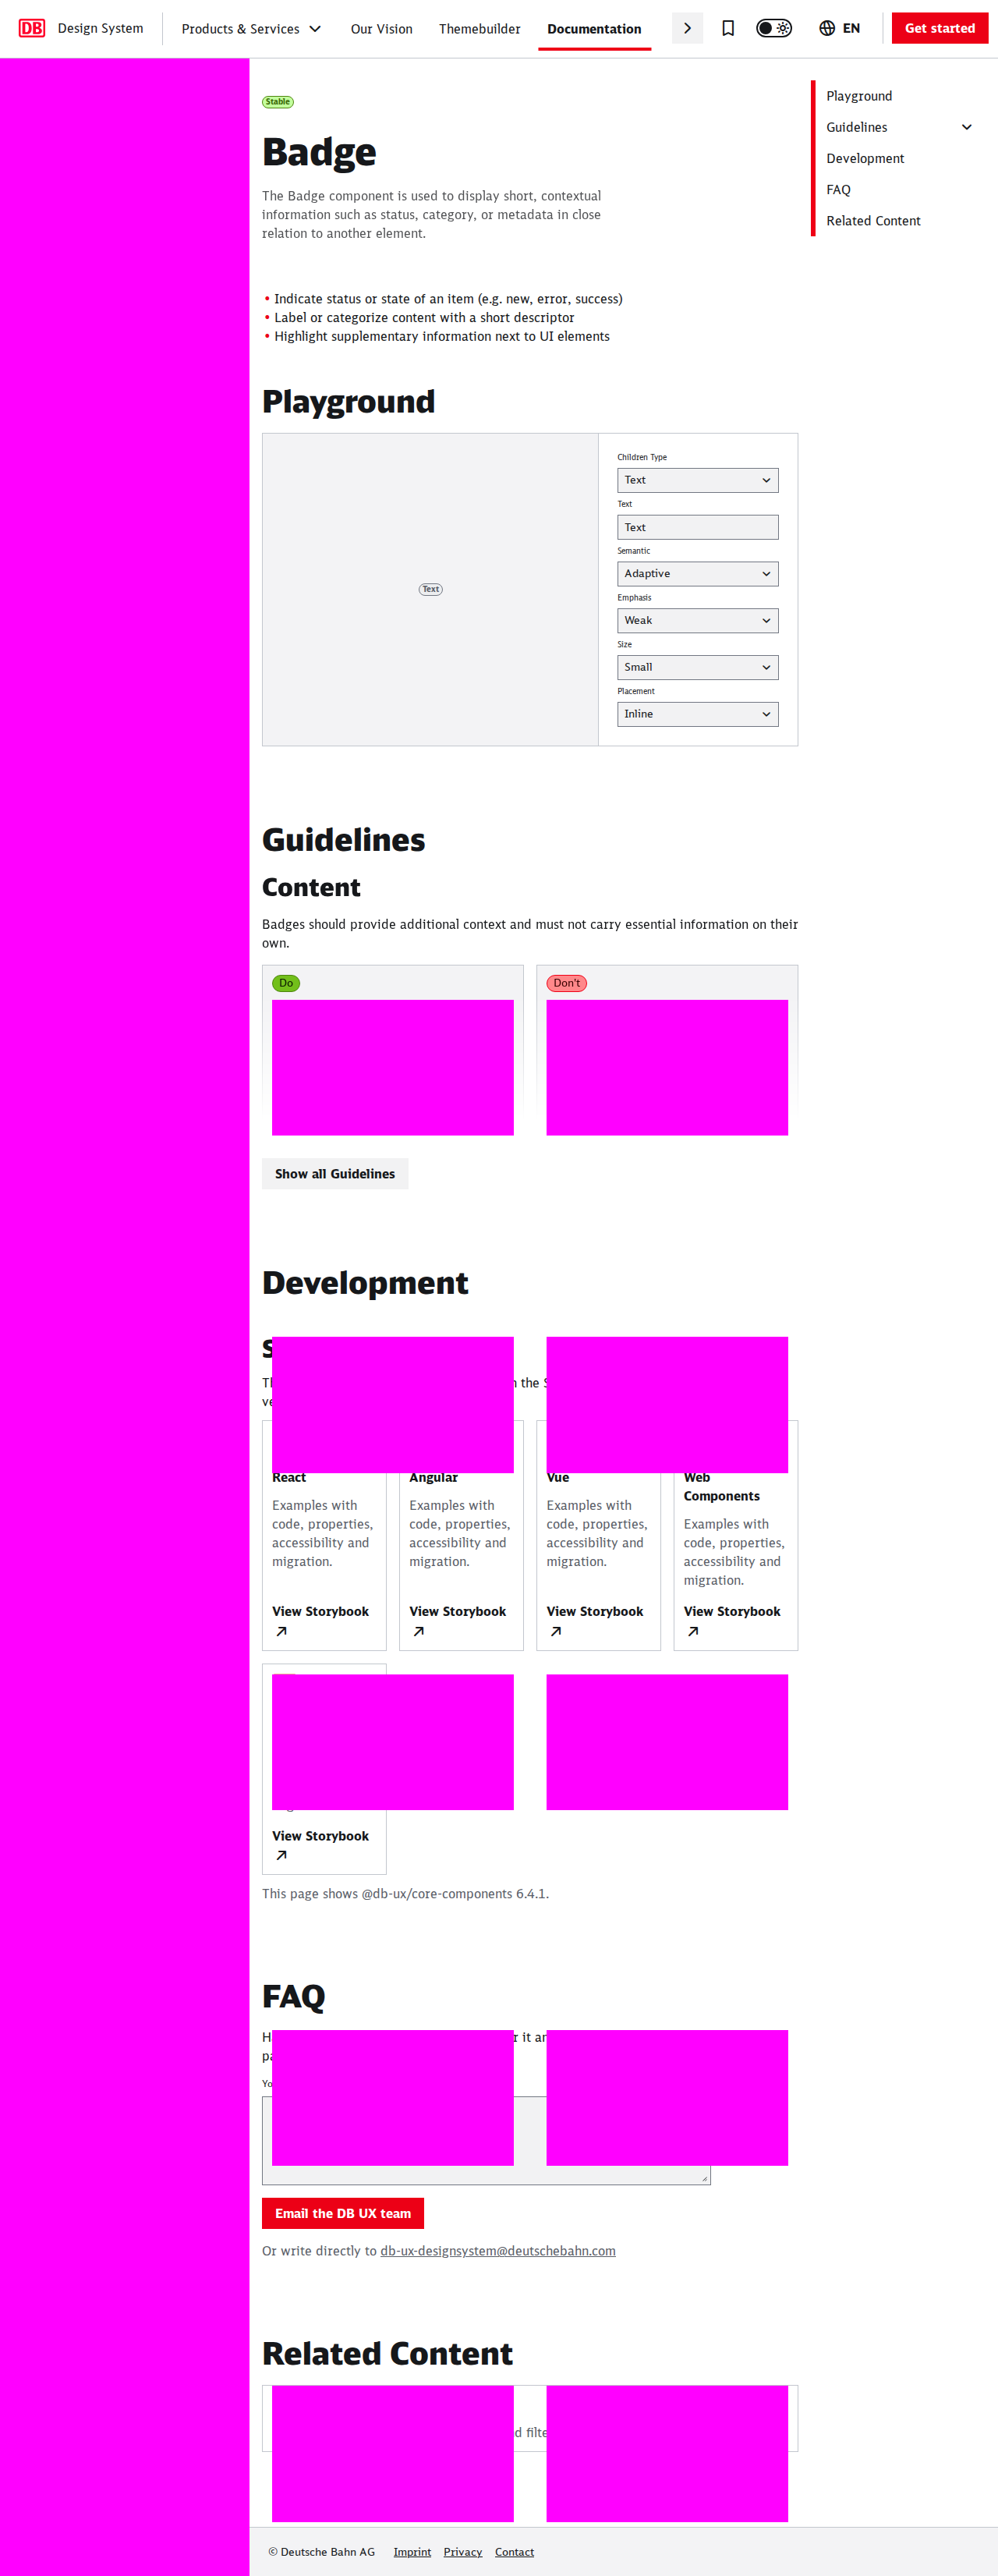 DB Design System Products & Services Our Vision Themebuilder Documentation EN Get started
Stable
Badge
The Badge component is used to display short, contextual
information such as status, category, or metadata in close
relation to another element.
Playground
Guidelines
Development
FAQ
Related Content
• Indicate status or state of an item (e.g. new, error, success)
• Label or categorize content with a short descriptor
• Highlight supplementary information next to UI elements
Playground
Text
Children Type
Text
Text
Text
Semantic
Adaptive
Emphasis
Weak
Size
Small
Placement
Inline
Guidelines
Content
Badges should provide additional context and must not carry essential information on their
own.
Do
Don't
Show all Guidelines
Development
the
React
Examples with
code, properties,
accessibility and
migration.
View Storybook
Angular
Examples with
code, properties,
accessibility and
migration.
View Storybook
Vue
Examples with
code, properties,
accessibility and
migration.
View Storybook
Web
Components
Examples with
code, properties,
accessibility and
migration.
View Storybook
View Storybook
This page shows @db-ux/core-components 6.4.1.
FAQ
it
Email the DB UX team
Or write directly to db-ux-designsystem@deutschebahn.com
Related Content
© Deutsche Bahn AG Imprint Privacy Contact